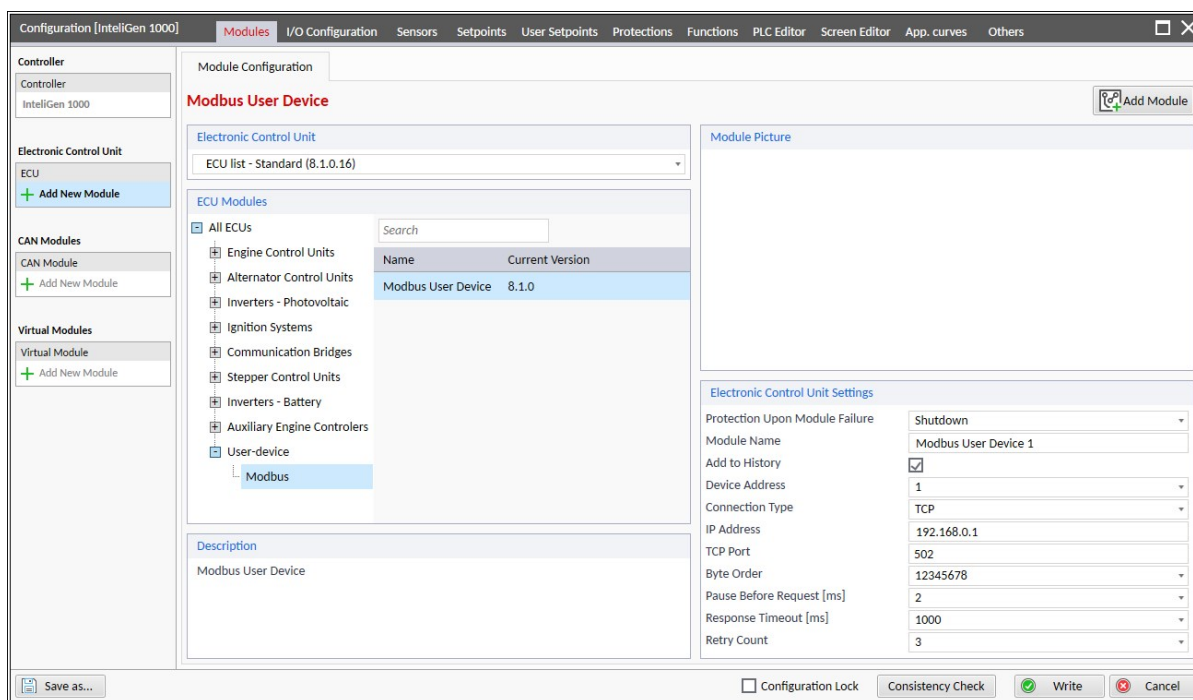 Configuration [InteliGen 1000]
Modules I/O Configuration Sensors Setpoints User Setpoints Protections Functions PLC Editor Screen Editor App. curves Others
Controller
Controller
InteliGen 1000
Electronic Control Unit
ECU
Add New Module
CAN Modules
CAN Module
Add New Module
Virtual Modules
Virtual Module
Add New Module
Module Configuration
Modbus User Device
Add Module
Electronic Control Unit
ECU list - Standard (8.1.0.16)
ECU Modules
All ECUs
Engine Control Units
Alternator Control Units
Inverters - Photovoltaic
Ignition Systems
Communication Bridges
Stepper Control Units
Inverters - Battery
Auxiliary Engine Controlers
User-device
Modbus
Search
Name Current Version
Modbus User Device 8.1.0
Description
Modbus User Device
Module Picture
Electronic Control Unit Settings
Protection Upon Module Failure Shutdown
Module Name Modbus User Device 1
Add to History
Device Address 1
Connection Type TCP
IP Address 192.168.0.1
TCP Port 502
Byte Order 12345678
Pause Before Request [ms] 2
Response Timeout [ms] 1000
Retry Count 3
Save as...
Configuration Lock
Consistency Check
Write
Cancel